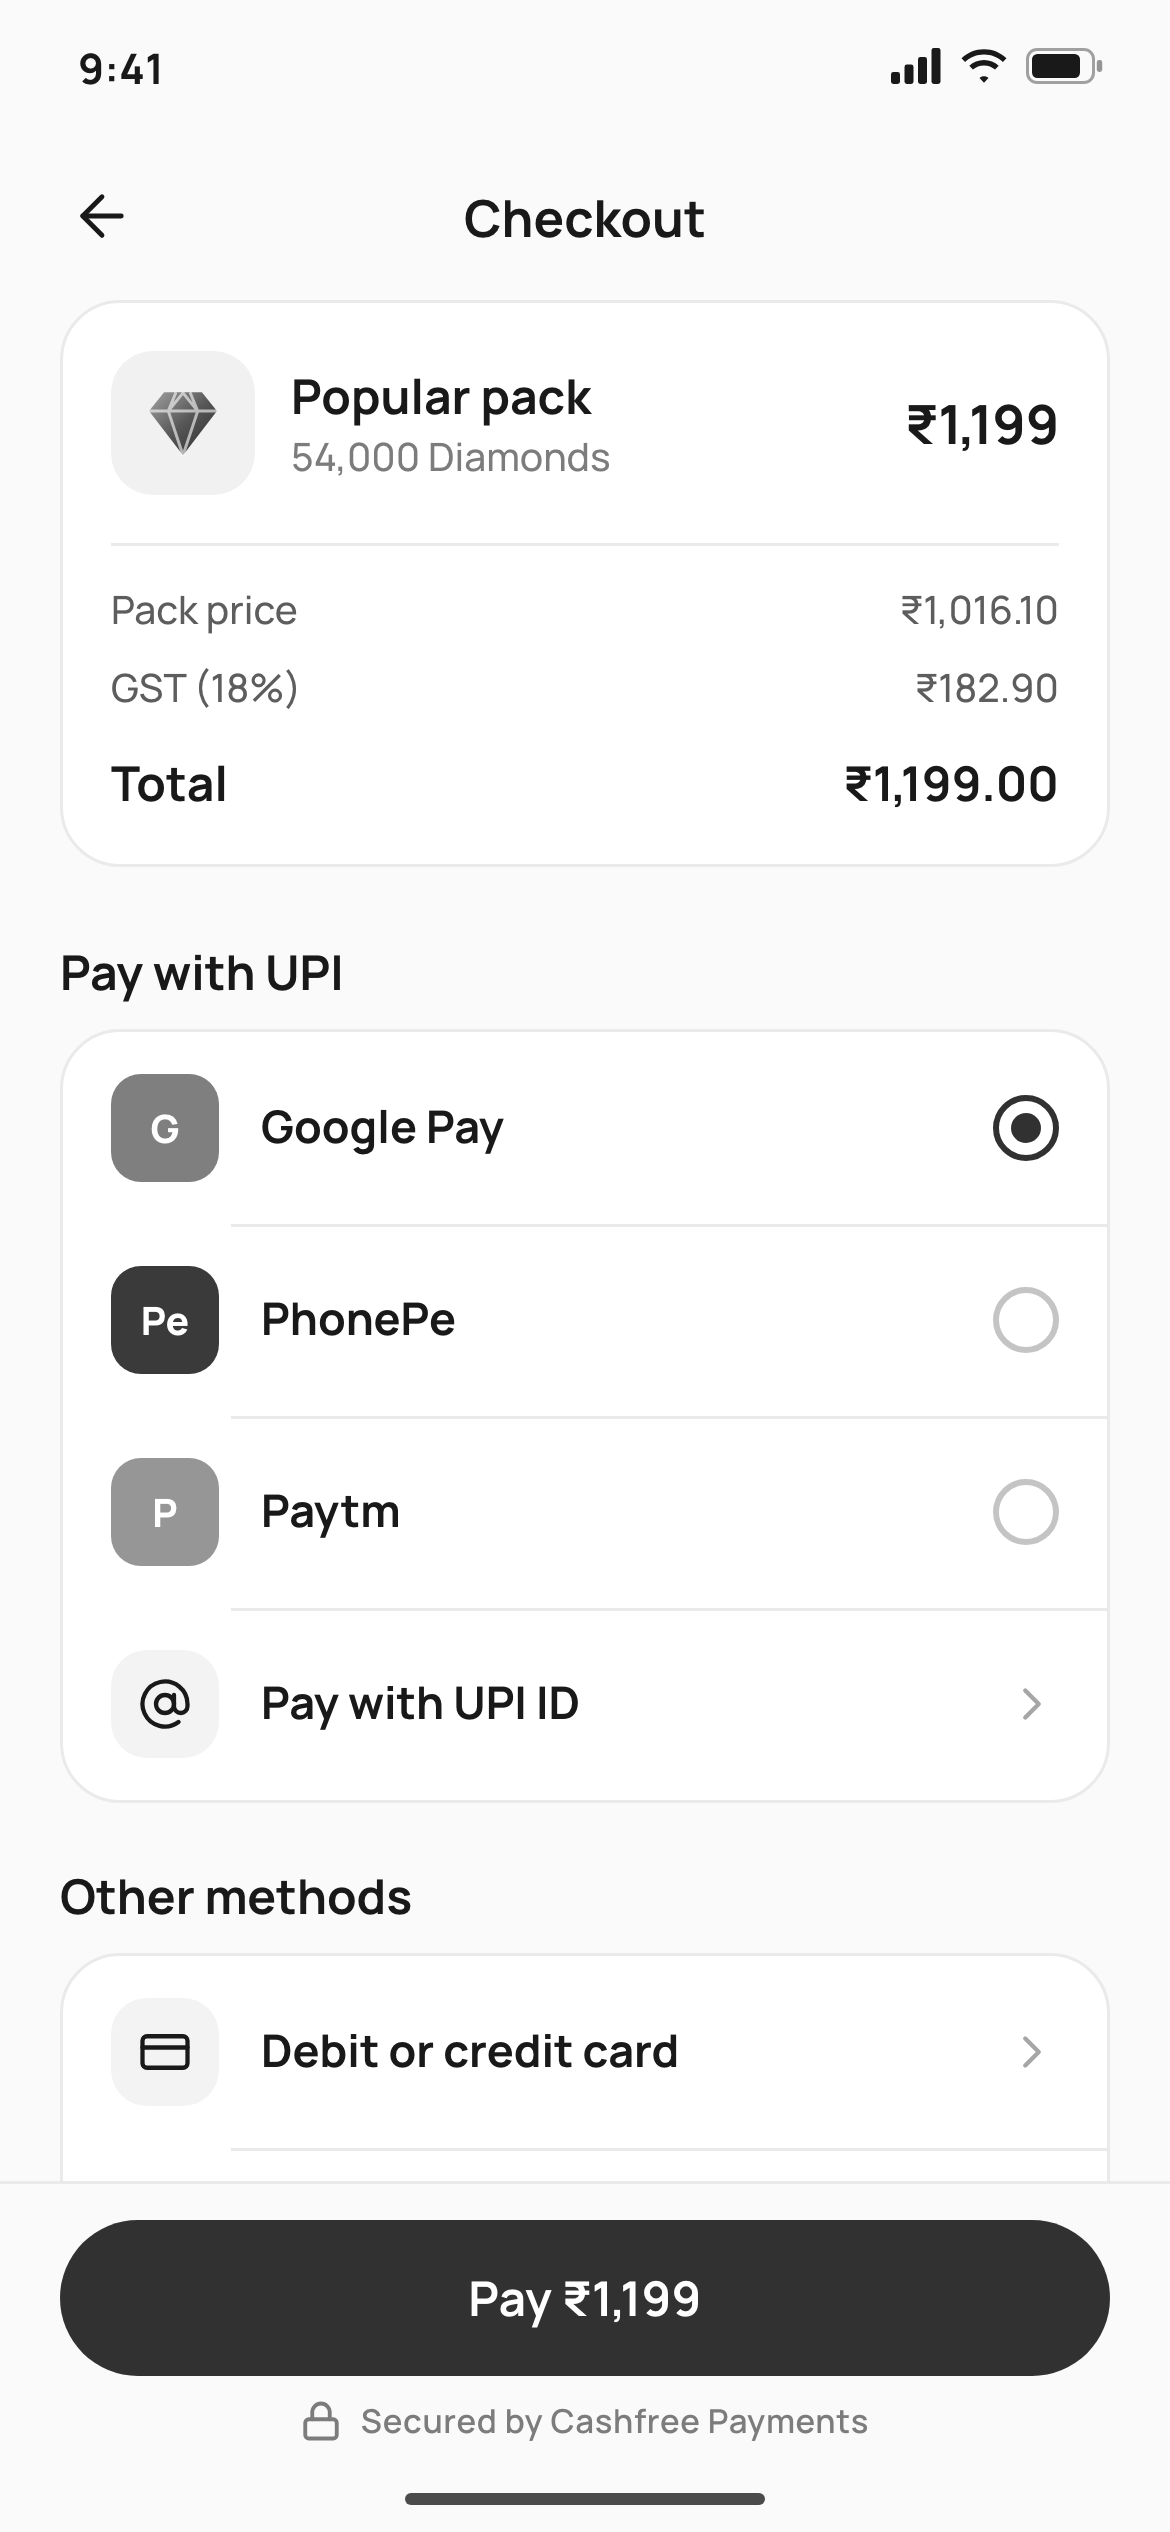 9:41
Checkout
Popular pack
54,000 Diamonds
₹1,199
Pack price ₹1,016.10
GST (18%) ₹182.90
Total ₹1,199.00
Pay with UPI
G Google Pay
Pe PhonePe
P Paytm
@ Pay with UPI ID
Other methods
Debit or credit card
Pay ₹1,199
Secured by Cashfree Payments